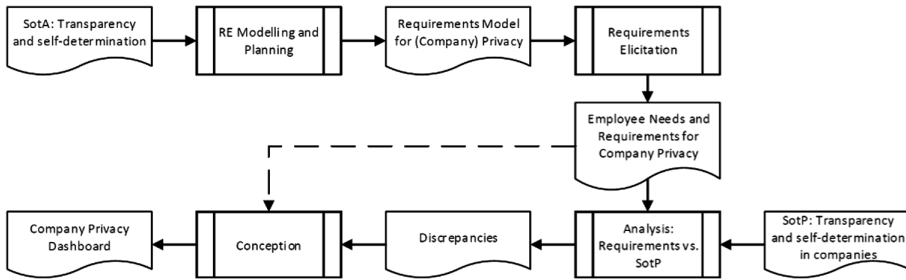 SotA: Transparency
and self-determination
RE Modelling and
Planning
Requirements Model
for (Company) Privacy
Requirements
Elicitation
Employee Needs and
Requirements for
Company Privacy
Company Privacy
Dashboard
Conception
Discrepancies
Analysis:
Requirements vs.
SotP
SotP: Transparency
and self-determination
in companies